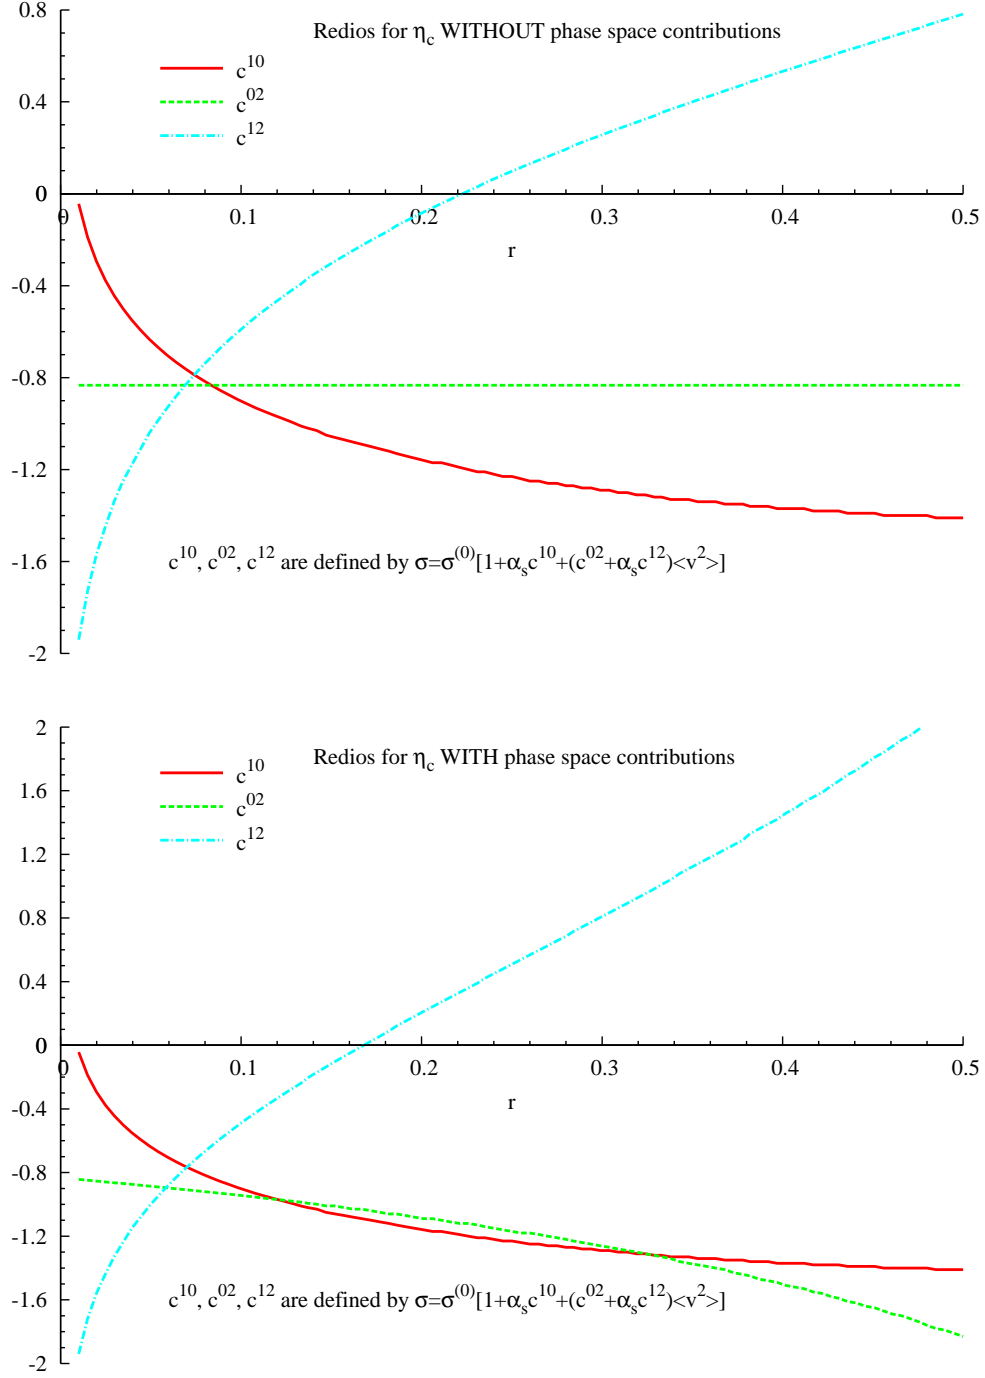 0.8
Redios for η_c WITHOUT phase space contributions
c^10
c^02
0.4
c^12
0
0 0.1 0.2 0.3 0.4 0.5
r
-0.4
-0.8
-1.2
-1.6
c^10, c^02, c^12 are defined by σ=σ^(0)[1+α_s c^10+(c^02+α_s c^12)<v^2>]
-2
2
Redios for η_c WITH phase space contributions
c^10
1.6
c^02
c^12
1.2
0.8
0.4
0
0 0.1 0.2 0.3 0.4 0.5
r
-0.4
-0.8
-1.2
-1.6
c^10, c^02, c^12 are defined by σ=σ^(0)[1+α_s c^10+(c^02+α_s c^12)<v^2>]
-2